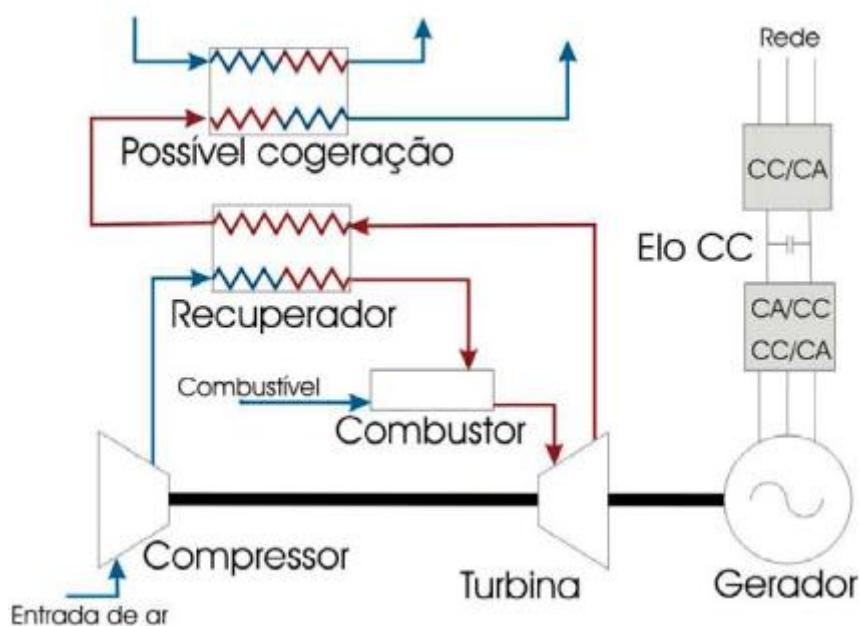 Rede
Possível cogeração
CC/CA
Elo CC
Recuperador
CA/CC
CC/CA
Combustível
Combustor
Compressor
Turbina
Gerador
Entrada de ar